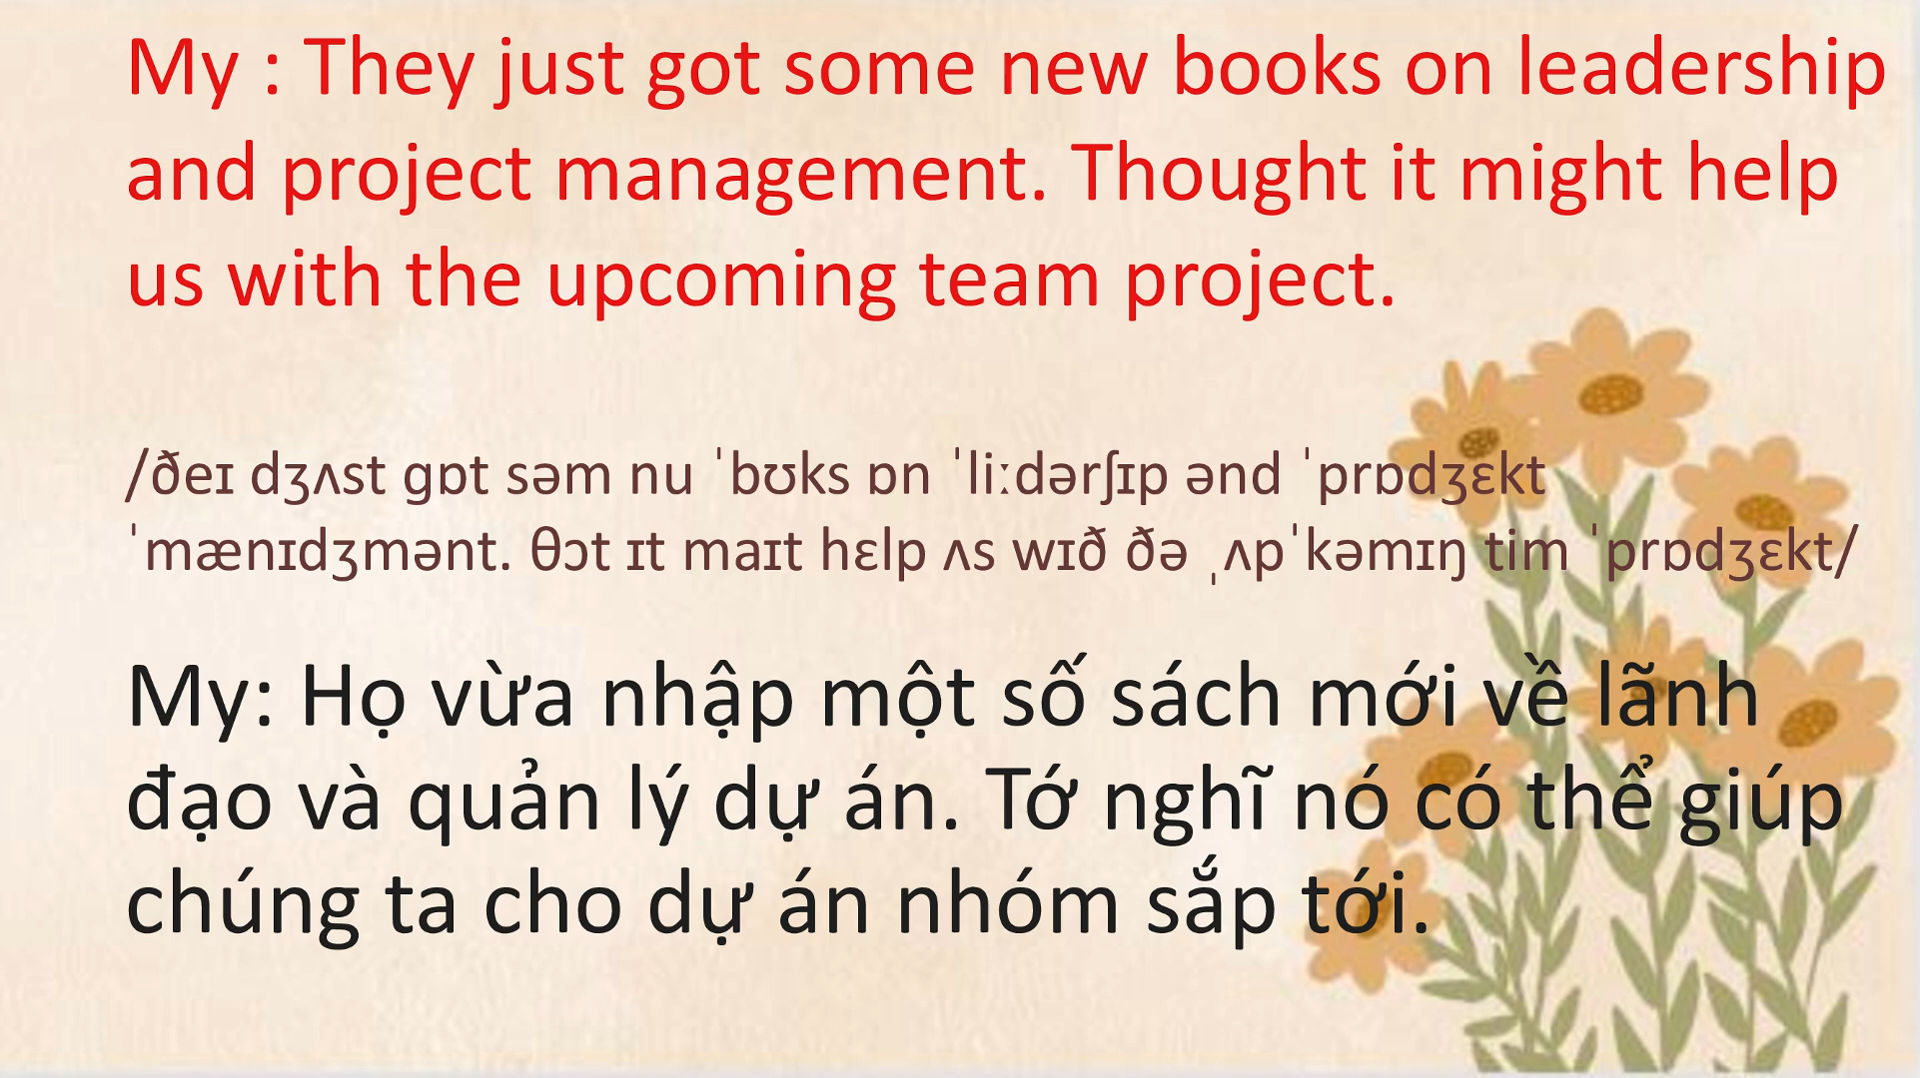 My : They just got some new books on leadership
and project management. Thought it might help
us with the upcoming team project.
/ðeɪ dʒʌst gɒt səm nu ˈbʊks ɒn ˈliːdərʃɪp ənd ˈprɒdʒɛkt
ˈmænɪdʒmənt. θɔt ɪt maɪt hɛlp ʌs wɪð ðə ˌʌpˈkəmɪŋ tim ˈprɒdʒɛkt/
My: Họ vừa nhập một số sách mới về lãnh
đạo và quản lý dự án. Tớ nghĩ nó có thể giúp
chúng ta cho dự án nhóm sắp tới.